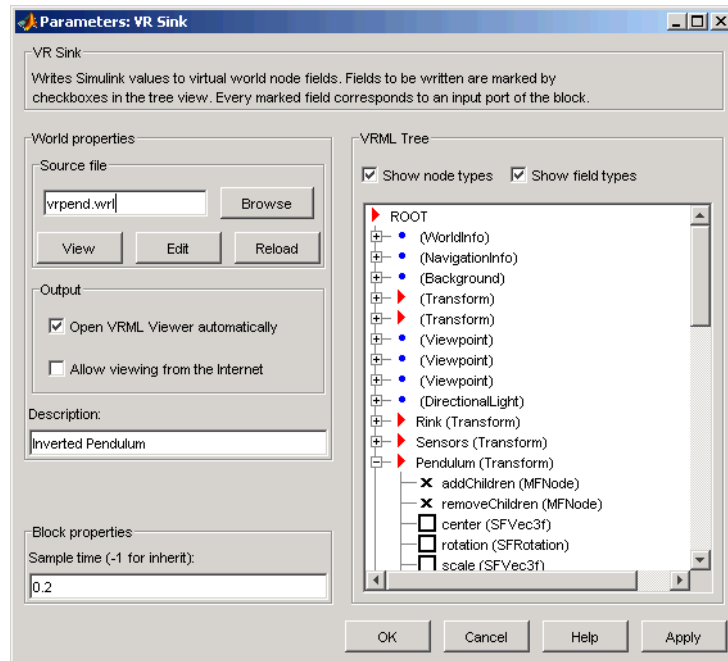 Parameters: VR Sink
VR Sink
Writes Simulink values to virtual world node fields. Fields to be written are marked by
checkboxes in the tree view. Every marked field corresponds to an input port of the block.
World properties
Source file
vrpend.wrl
Browse
View
Edit
Reload
Output
Open VRML Viewer automatically
Allow viewing from the Internet
Description:
Inverted Pendulum
Block properties
Sample time (-1 for inherit):
0.2
VRML Tree
Show node types
Show field types
ROOT
(WorldInfo)
(NavigationInfo)
(Background)
(Transform)
(Transform)
(Viewpoint)
(Viewpoint)
(Viewpoint)
(DirectionalLight)
Rink (Transform)
Sensors (Transform)
Pendulum (Transform)
addChildren (MFNode)
removeChildren (MFNode)
center (SFVec3f)
rotation (SFRotation)
scale (SFVec3f)
OK
Cancel
Help
Apply